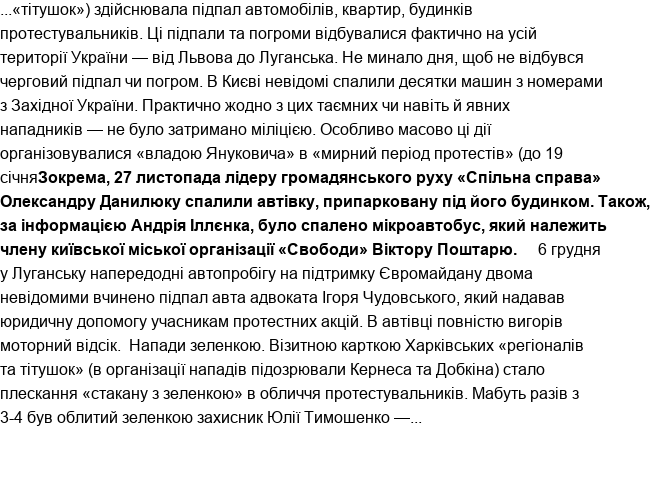 ...«тітушок») здійснювала підпал автомобілів, квартир, будинків
протестувальників. Ці підпали та погроми відбувалися фактично на усій
території України — від Львова до Луганська. Не минало дня, щоб не відбувся
черговий підпал чи погром. В Києві невідомі спалили десятки машин з номерами
з Західної України. Практично жодно з цих таємних чи навіть й явних
нападників — не було затримано міліцією. Особливо масово ці дії
організовувалися «владою Януковича» в «мирний період протестів» (до 19
січняЗокрема, 27 листопада лідеру громадянського руху «Спільна справа»
Олександру Данилюку спалили автівку, припарковану під його будинком. Також,
за інформацією Андрія Іллєнка, було спалено мікроавтобус, який належить
члену київської міської організації «Свободи» Віктору Поштарю.     6 грудня
у Луганську напередодні автопробігу на підтримку Євромайдану двома
невідомими вчинено підпал авта адвоката Ігоря Чудовського, який надавав
юридичну допомогу учасникам протестних акцій. В автівці повністю вигорів
моторний відсік.  Напади зеленкою. Візитною карткою Харківських «регіоналів
та тітушок» (в організації нападів підозрювали Кернеса та Добкіна) стало
плескання «стакану з зеленкою» в обличчя протестувальників. Мабуть разів з
3-4 був облитий зеленкою захисник Юлії Тимошенко —...